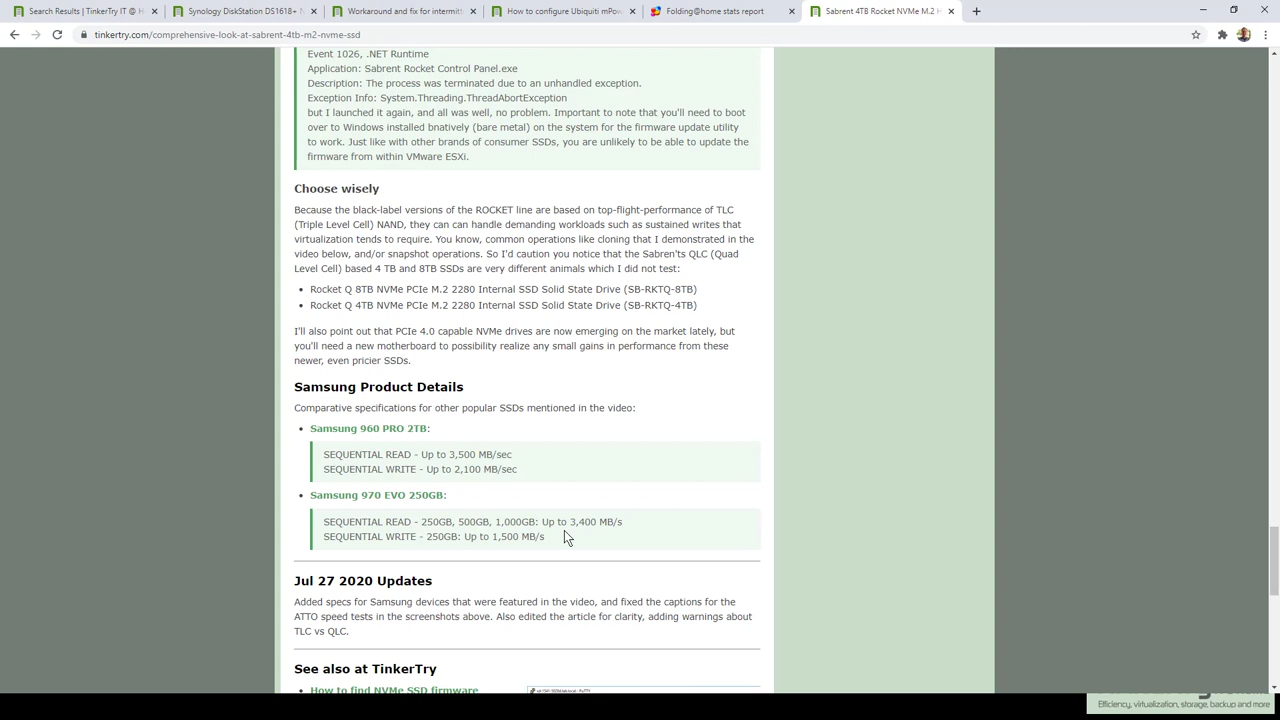 Search Results | TinkerTry IT @ H
Synology DiskStation DS1618+ N
Workaround and fix for intermitt
How to configure Ubiquiti mPow
Folding@home stats report
Sabrent 4TB Rocket NVMe M.2 H
tinkertry.com/comprehensive-look-at-sabrent-4tb-m2-nvme-ssd
Event 1026, .NET Runtime
Application: Sabrent Rocket Control Panel.exe
Description: The process was terminated due to an unhandled exception.
Exception Info: System.Threading.ThreadAbortException
but I launched it again, and all was well, no problem. Important to note that you'll need to boot
over to Windows installed bnatively (bare metal) on the system for the firmware update utility
to work. Just like with other brands of consumer SSDs, you are unlikely to be able to update the
firmware from within VMware ESXi.
Choose wisely
Because the black-label versions of the ROCKET line are based on top-flight-performance of TLC
(Triple Level Cell) NAND, they can can handle demanding workloads such as sustained writes that
virtualization tends to require. You know, common operations like cloning that I demonstrated in the
video below, and/or snapshot operations. So I'd caution you notice that the Sabren'ts QLC (Quad
Level Cell) based 4 TB and 8TB SSDs are very different animals which I did not test:
• Rocket Q 8TB NVMe PCIe M.2 2280 Internal SSD Solid State Drive (SB-RKTQ-8TB)
• Rocket Q 4TB NVMe PCIe M.2 2280 Internal SSD Solid State Drive (SB-RKTQ-4TB)
I'll also point out that PCIe 4.0 capable NVMe drives are now emerging on the market lately, but
you'll need a new motherboard to possibility realize any small gains in performance from these
newer, even pricier SSDs.
Samsung Product Details
Comparative specifications for other popular SSDs mentioned in the video:
• Samsung 960 PRO 2TB:
SEQUENTIAL READ - Up to 3,500 MB/sec
SEQUENTIAL WRITE - Up to 2,100 MB/sec
• Samsung 970 EVO 250GB:
SEQUENTIAL READ - 250GB, 500GB, 1,000GB: Up to 3,400 MB/s
SEQUENTIAL WRITE - 250GB: Up to 1,500 MB/s
Jul 27 2020 Updates
Added specs for Samsung devices that were featured in the video, and fixed the captions for the
ATTO speed tests in the screenshots above. Also edited the article for clarity, adding warnings about
TLC vs QLC.
See also at TinkerTry
• How to find NVMe SSD firmware
Efficiency, virtualization, storage, backup and more